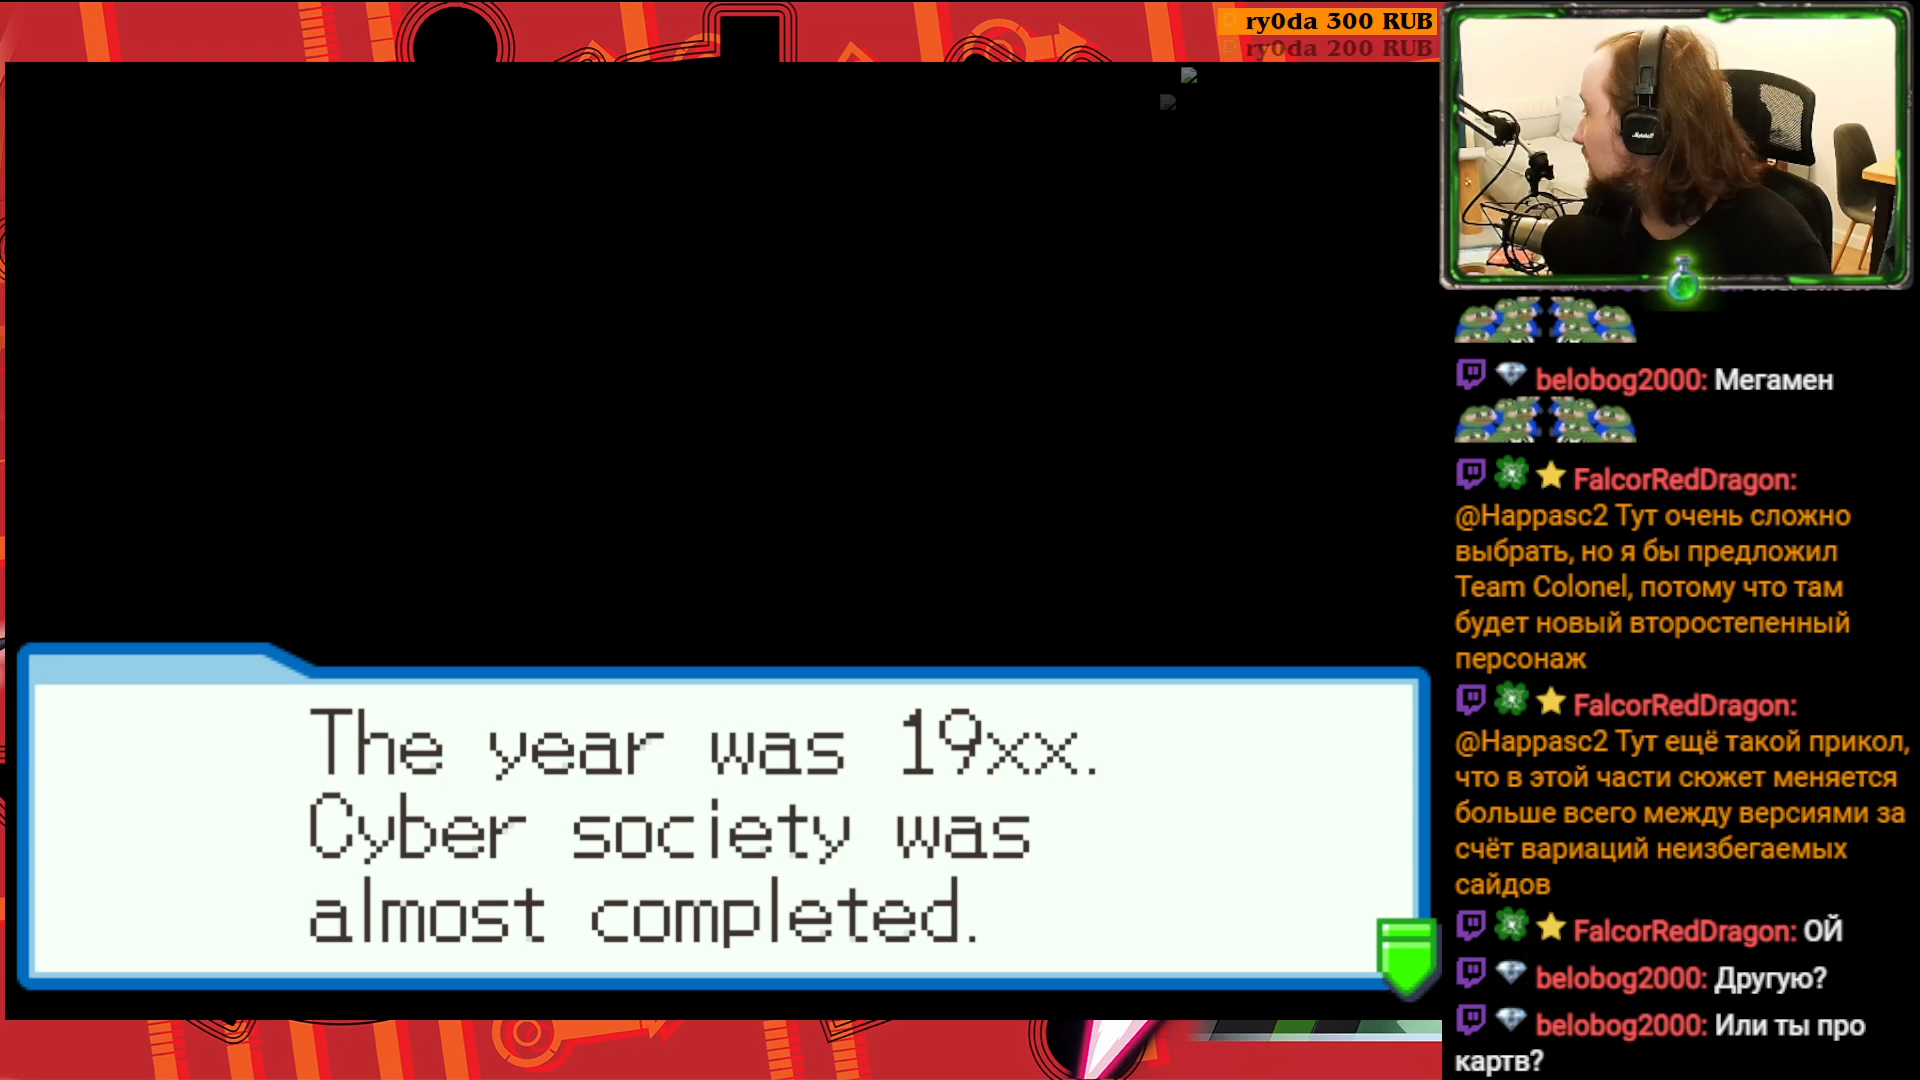 ry0da 300 RUB
ry0da 200 RUB
The year was 19xx.
Cyber society was
almost completed.
Marshall
belobog2000: Мегамен
FalcorRedDragon:
@Happasc2 Тут очень сложно
выбрать, но я бы предложил
Team Colonel, потому что там
будет новый второстепенный
персонаж
FalcorRedDragon:
@Happasc2 Тут ещё такой прикол,
что в этой части сюжет меняется
больше всего между версиями за
счёт вариаций неизбегаемых
сайдов
FalcorRedDragon: ОЙ
belobog2000: Другую?
belobog2000: Или ты про
картв?